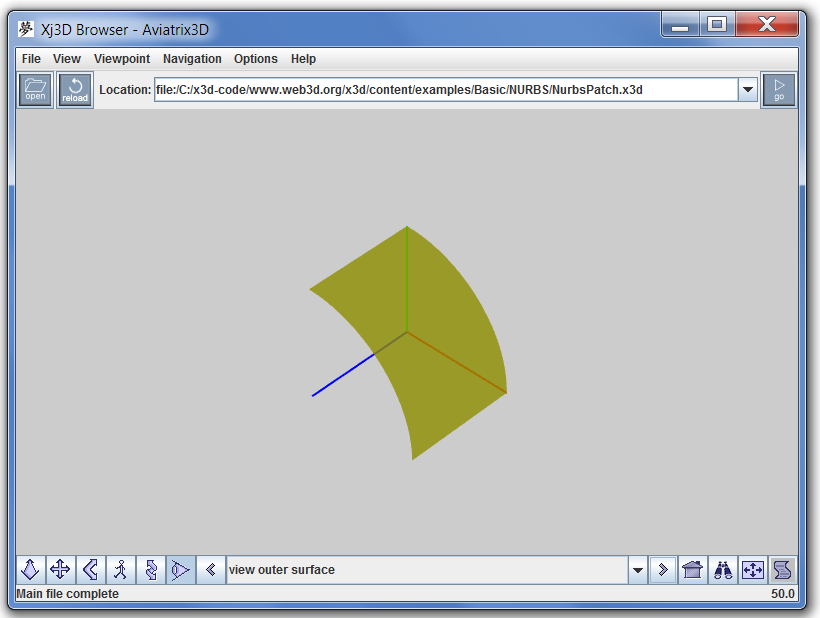 夢 Xj3D Browser - Aviatrix3D
File View Viewpoint Navigation Options Help
open reload Location: file:/C:/x3d-code/www.web3d.org/x3d/content/examples/Basic/NURBS/NurbsPatch.x3d go
view outer surface
Main file complete 50.0